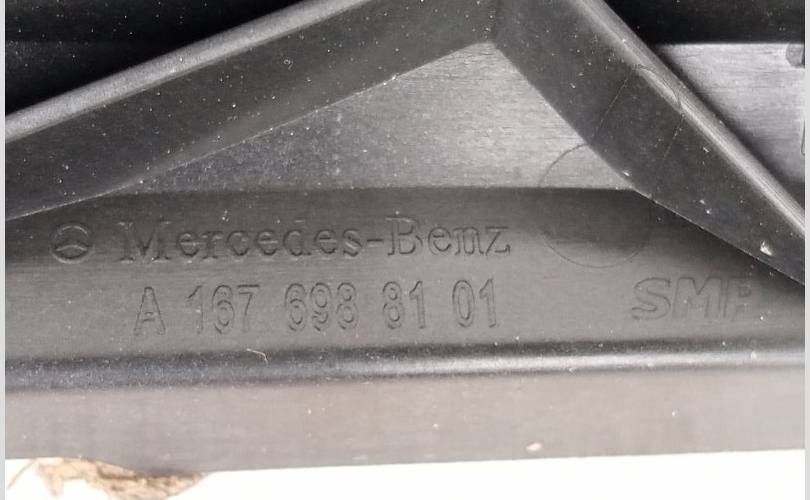 Mercedes-Benz
A 167 698 81 01
SMP